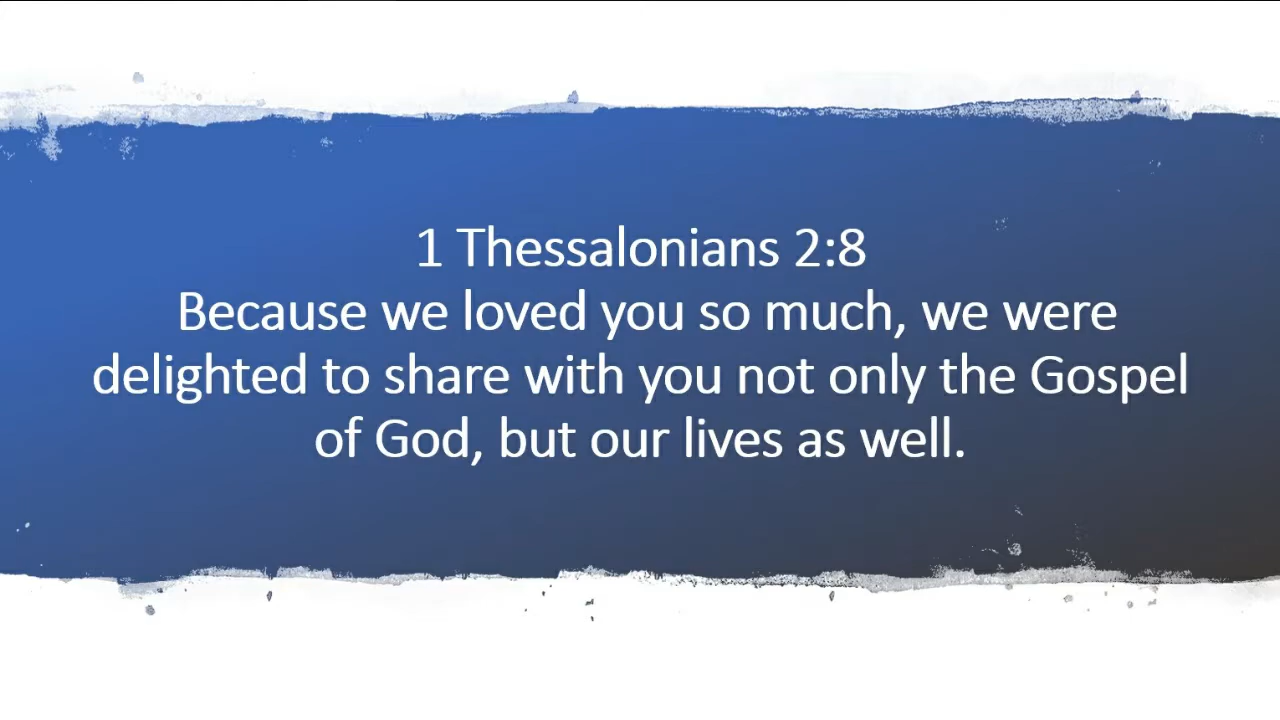 1 Thessalonians 2:8
Because we loved you so much, we were
delighted to share with you not only the Gospel
of God, but our lives as well.